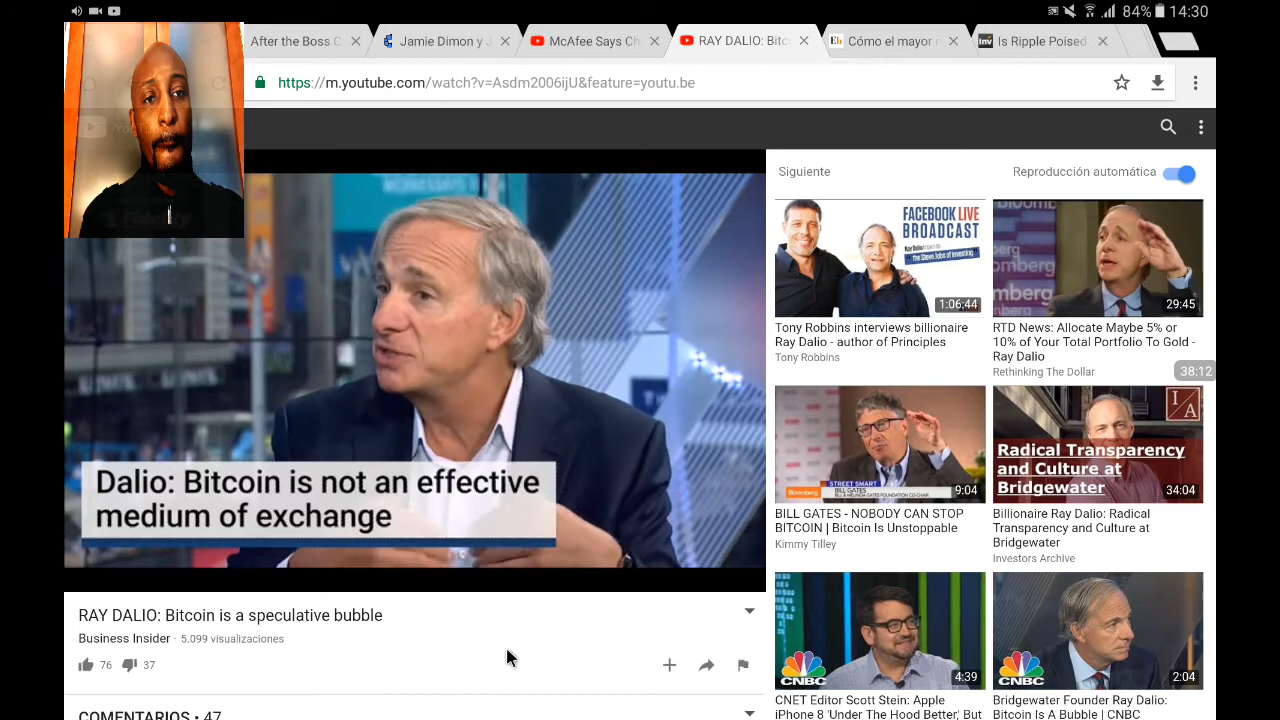 84% 14:30
After the Boss C
Jamie Dimon y J
McAfee Says Ch
RAY DALIO: Bitc
Cómo el mayor r
Is Ripple Poised
https://m.youtube.com/watch?v=Asdm2006ijU&feature=youtu.be
Dalio: Bitcoin is not an effective
medium of exchange
RAY DALIO: Bitcoin is a speculative bubble
Business Insider · 5.099 visualizaciones
76 37
COMENTARIOS • 47
Siguiente
Reproducción automática
FACEBOOK LIVE
BROADCAST
1:06:44
Tony Robbins interviews billionaire
Ray Dalio - author of Principles
Tony Robbins
29:45
RTD News: Allocate Maybe 5% or
10% of Your Total Portfolio To Gold -
Ray Dalio
Rethinking The Dollar
38:12
STREET SMART
BILL GATES
Bloomberg
9:04
BILL GATES - NOBODY CAN STOP
BITCOIN | Bitcoin Is Unstoppable
Kimmy Tilley
I/A
Radical Transparency
and Culture at
Bridgewater
34:04
Billionaire Ray Dalio: Radical
Transparency and Culture at
Bridgewater
Investors Archive
CNBC
4:39
CNET Editor Scott Stein: Apple
iPhone 8 'Under The Hood Better,' But
CNBC
2:04
Bridgewater Founder Ray Dalio:
Bitcoin Is A Bubble | CNBC